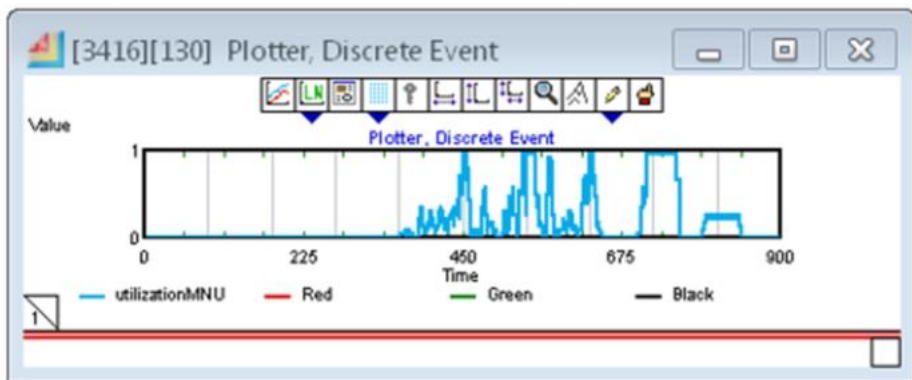 [3416][130] Plotter, Discrete Event
LN
Value
Plotter, Discrete Event
1
0
0 225 450 675 900
Time
utilizationMNU Red Green Black
1